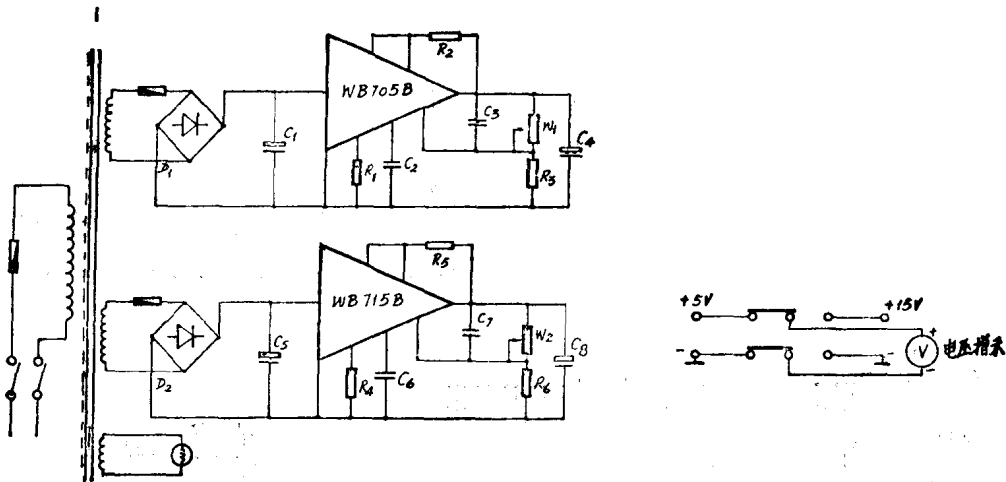 R2
WB705B
C1
C3
W1
C4
D1
R1
C2
R3
R5
WB715B
C5
C7
W2
C8
D2
R4
C6
R6
+5V
+15V
+
-
V
-
-
电压指示